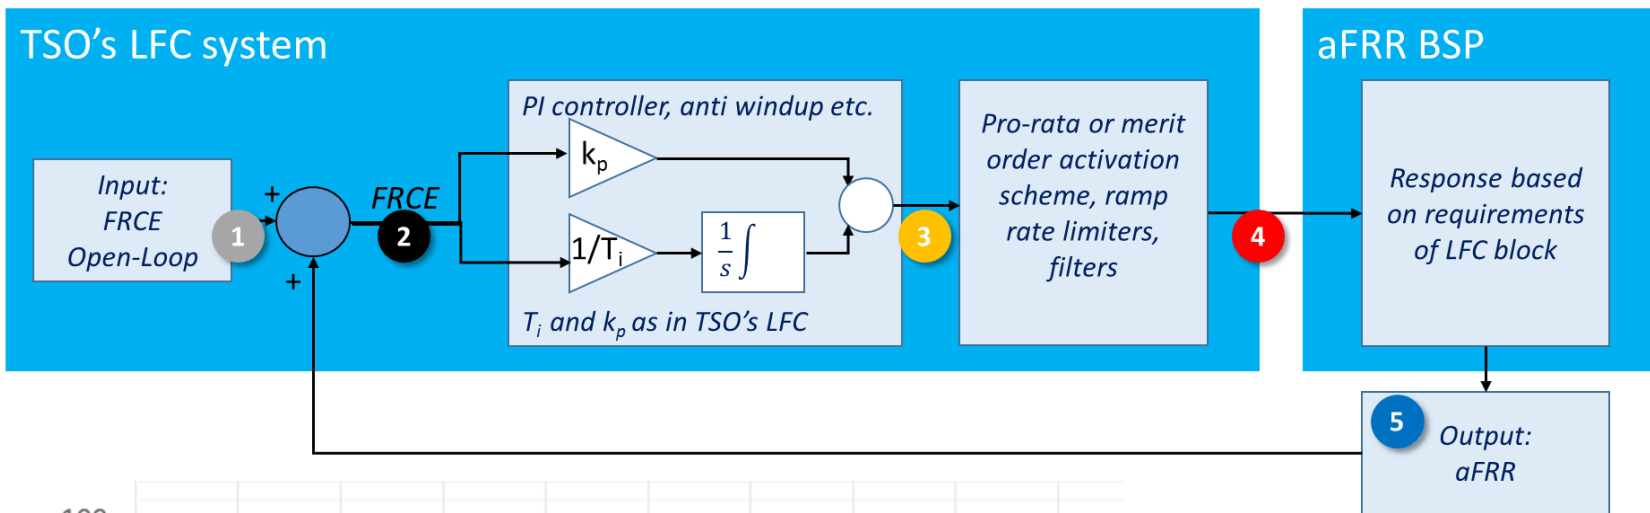 TSO's LFC system
aFRR BSP
Input:
FRCE
Open-Loop
1
+
+
FRCE
2
PI controller, anti windup etc.
kp
1/Ti
1/s ∫
Ti and kp as in TSO's LFC
3
Pro-rata or merit
order activation
scheme, ramp
rate limiters,
filters
4
Response based
on requirements
of LFC block
5
Output:
aFRR